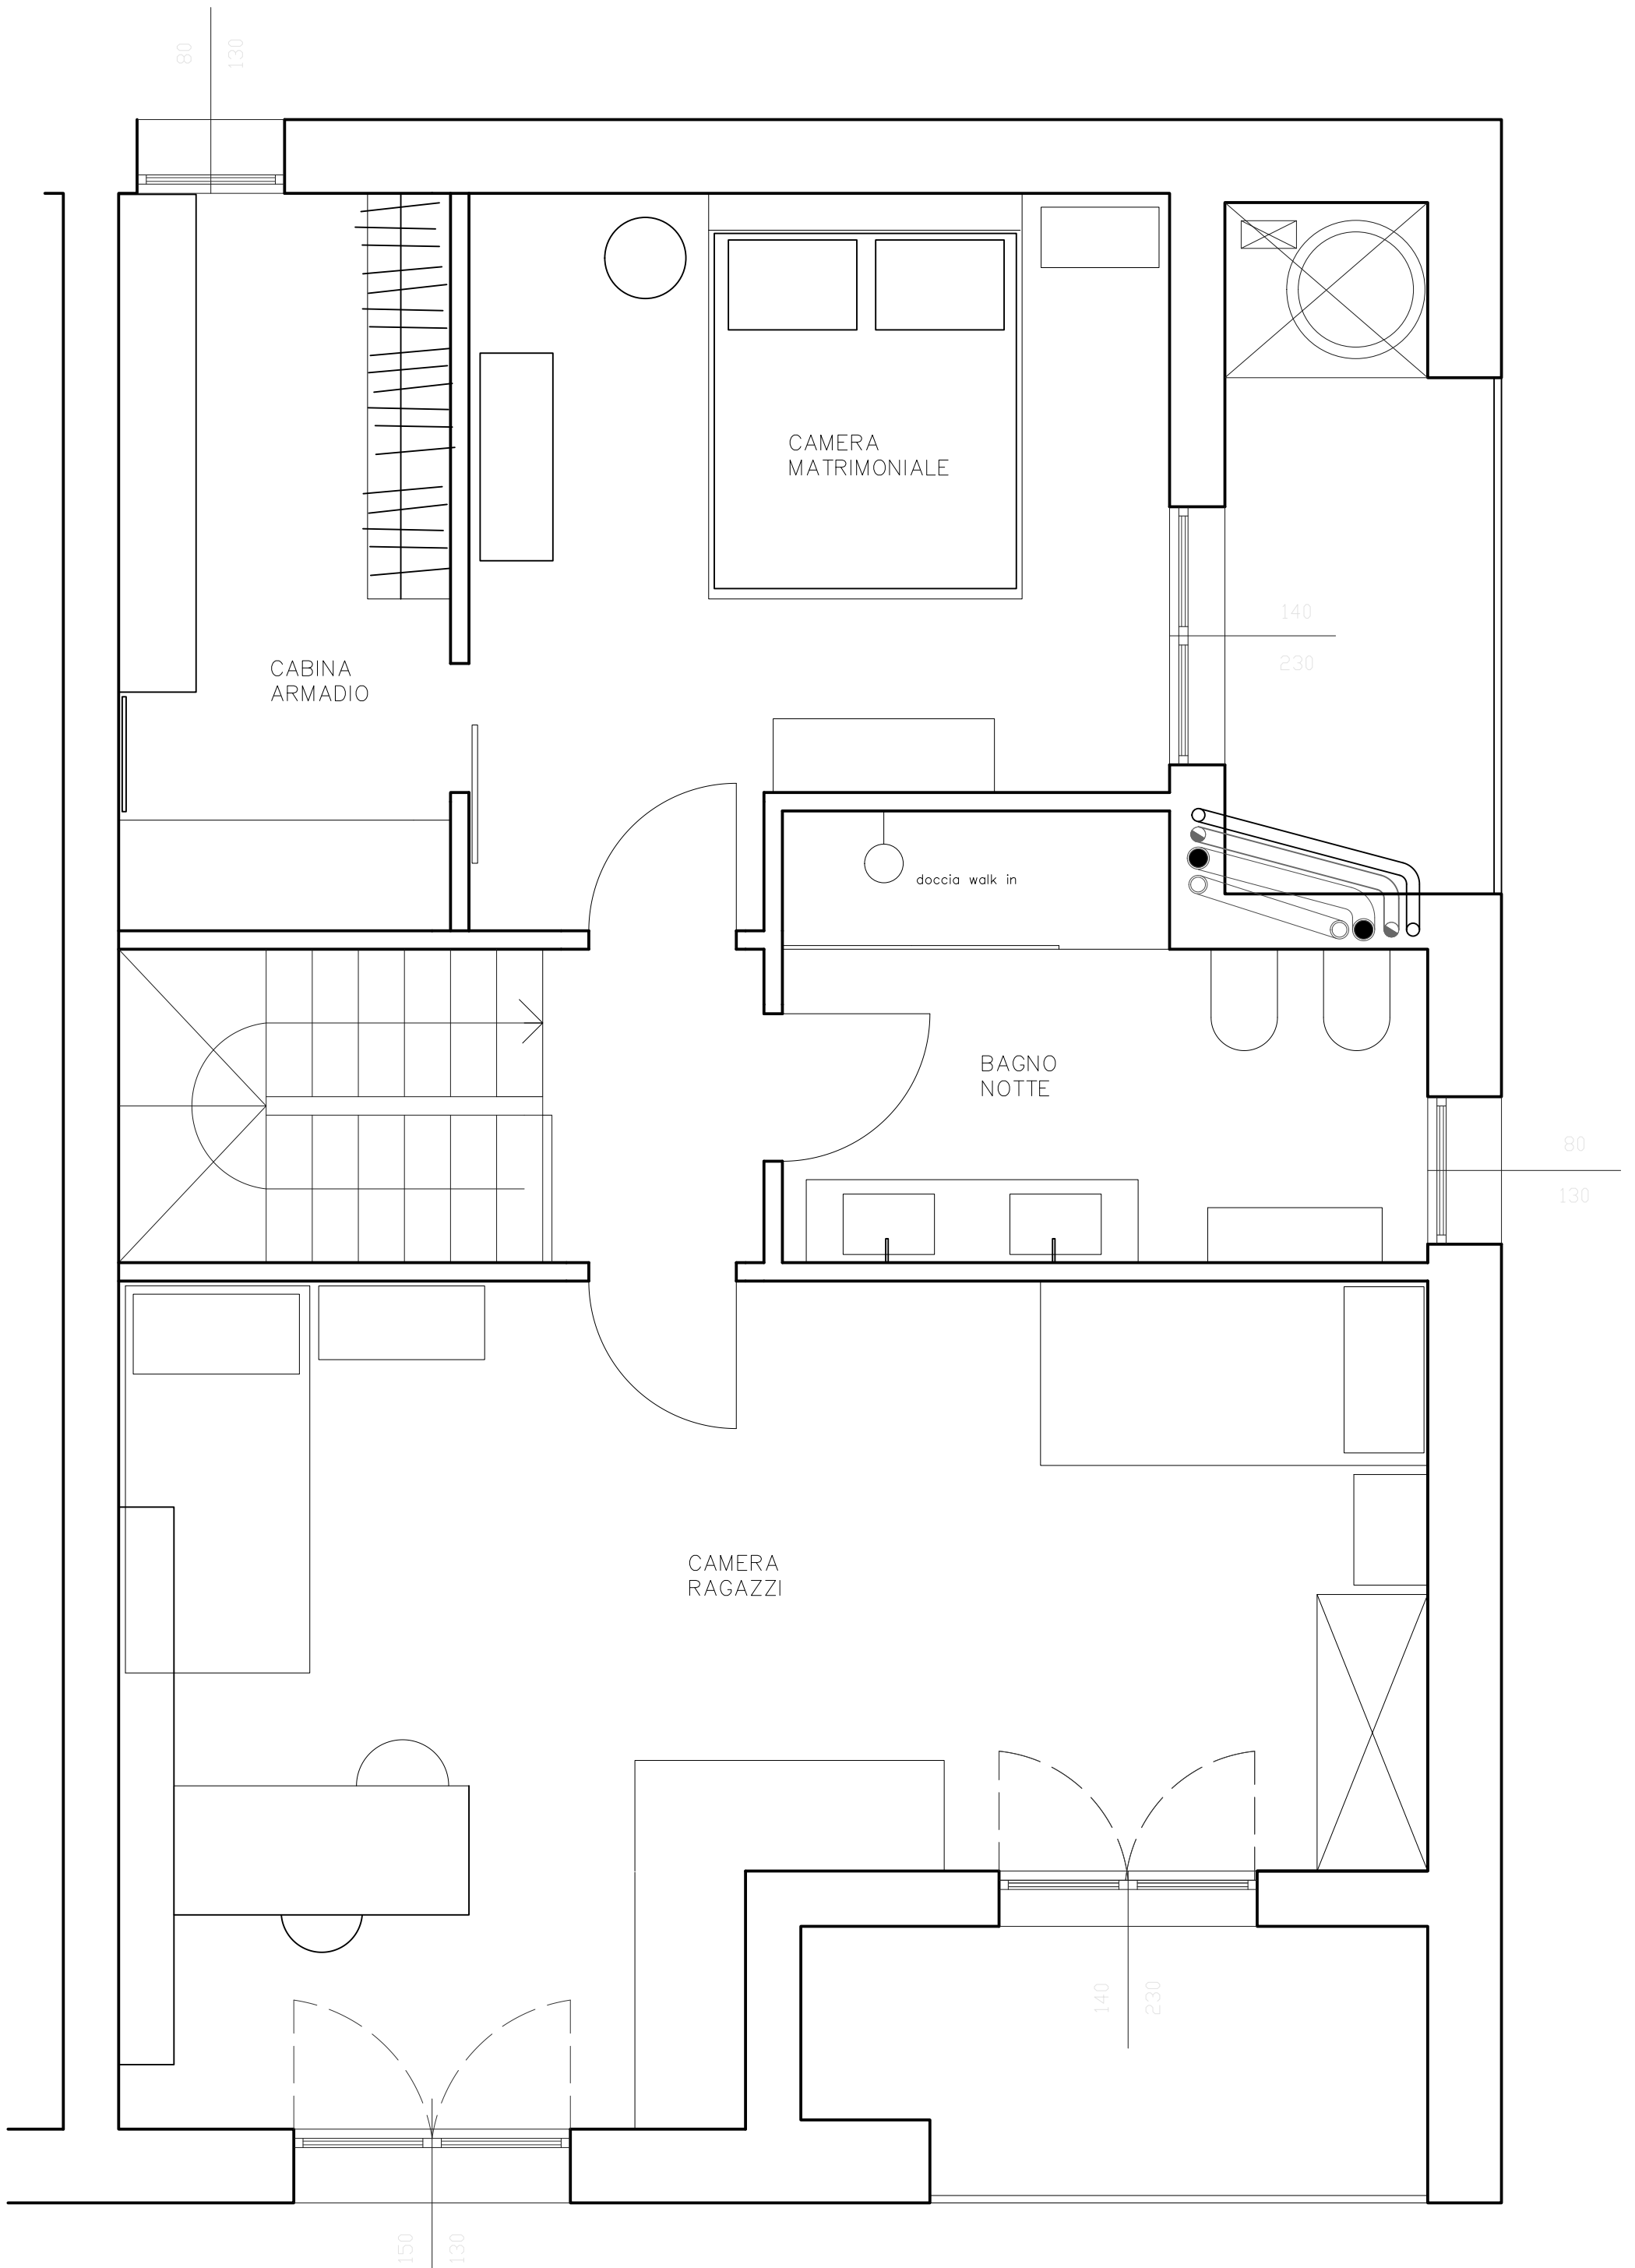 80
130
CAMERA
MATRIMONIALE
140
230
CABINA
ARMADIO
doccia walk in
BAGNO
NOTTE
80
130
CAMERA
RAGAZZI
140
230
150
130